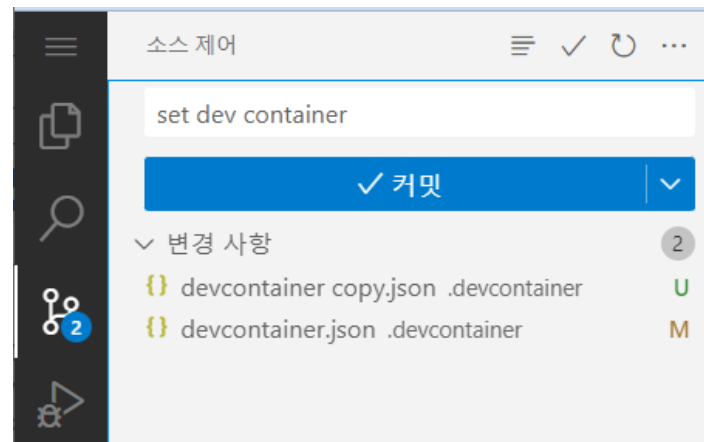 소스 제어
set dev container
커밋
변경 사항 2
devcontainer copy.json .devcontainer U
devcontainer.json .devcontainer M
2